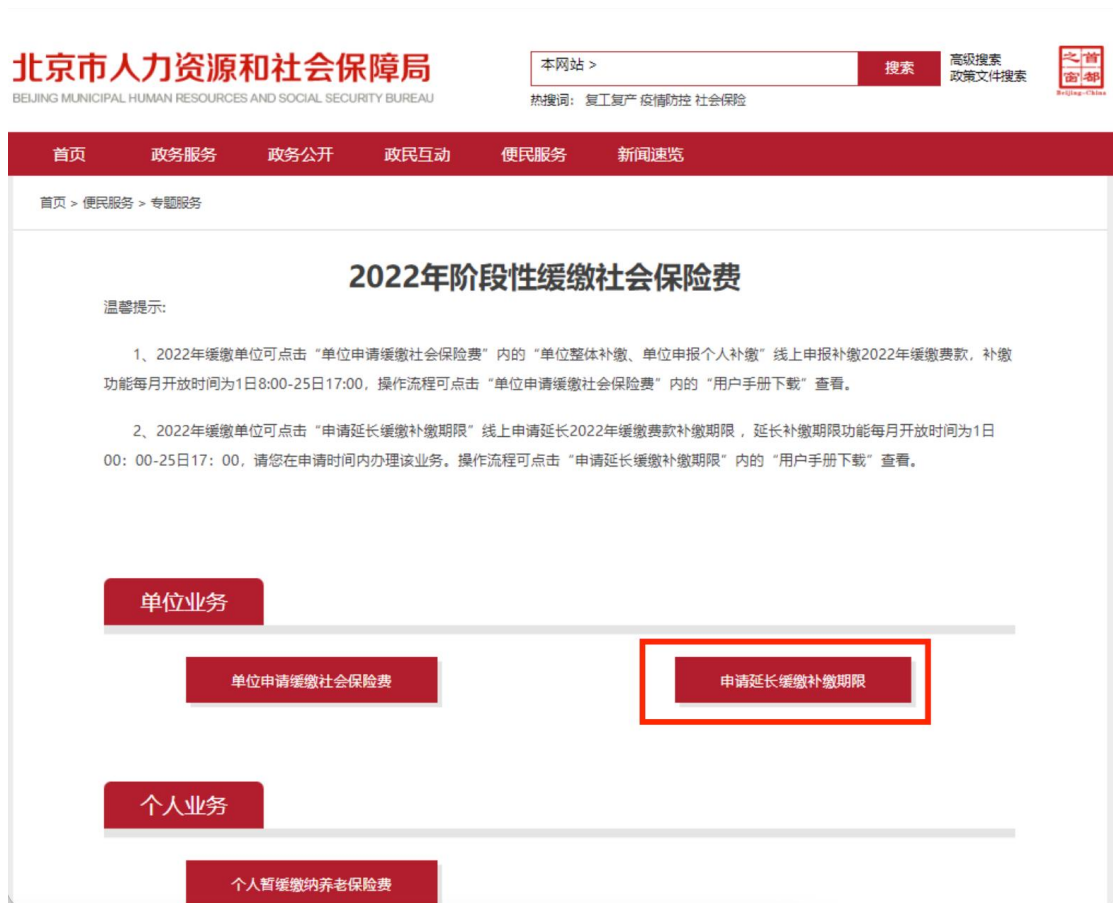 北京市人力资源和社会保障局
BEIJING MUNICIPAL HUMAN RESOURCES AND SOCIAL SECURITY BUREAU
本网站 >
搜索
高级搜索
政策文件搜索
热搜词: 复工复产 疫情防控 社会保险
首都
之窗
Beijing-China
首页 政务服务 政务公开 政民互动 便民服务 新闻速览
首页 > 便民服务 > 专题服务
2022年阶段性缓缴社会保险费
温馨提示:
1、2022年缓缴单位可点击“单位申请缓缴社会保险费”内的“单位整体补缴、单位申报个人补缴”线上申报补缴2022年缓缴费款，补缴
功能每月开放时间为1日8:00-25日17:00，操作流程可点击“单位申请缓缴社会保险费”内的“用户手册下载”查看。
2、2022年缓缴单位可点击“申请延长缓缴补缴期限”线上申请延长2022年缓缴费款补缴期限，延长补缴期限功能每月开放时间为1日
00：00-25日17：00，请您在申请时间内办理该业务。操作流程可点击“申请延长缓缴补缴期限”内的“用户手册下载”查看。
单位业务
单位申请缓缴社会保险费
申请延长缓缴补缴期限
个人业务
个人暂缓缴纳养老保险费